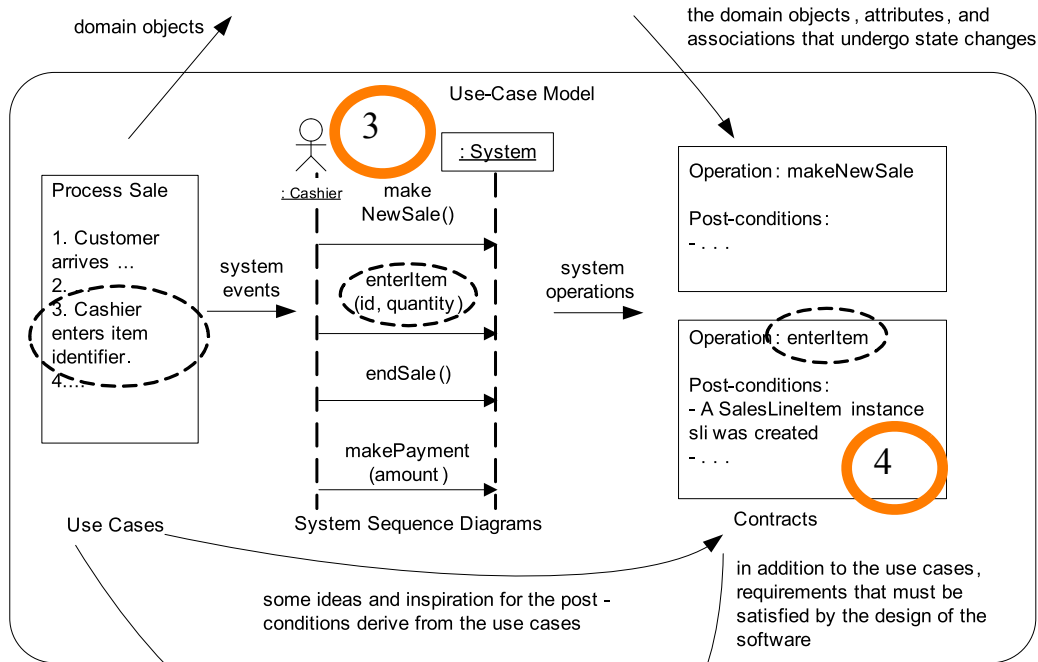 domain objects
the domain objects, attributes, and
associations that undergo state changes
Use-Case Model
3
: System
: Cashier
Process Sale
1. Customer
arrives ...
2. ...
3. Cashier
enters item
identifier.
4....
system
events
make
NewSale()
enterItem
(id, quantity)
endSale()
makePayment
(amount)
system
operations
Operation: makeNewSale
Post-conditions:
- . . .
Operation: enterItem
Post-conditions:
- A SalesLineItem instance
sli was created
- . . .
4
Use Cases
System Sequence Diagrams
Contracts
some ideas and inspiration for the post -
conditions derive from the use cases
in addition to the use cases,
requirements that must be
satisfied by the design of the
software